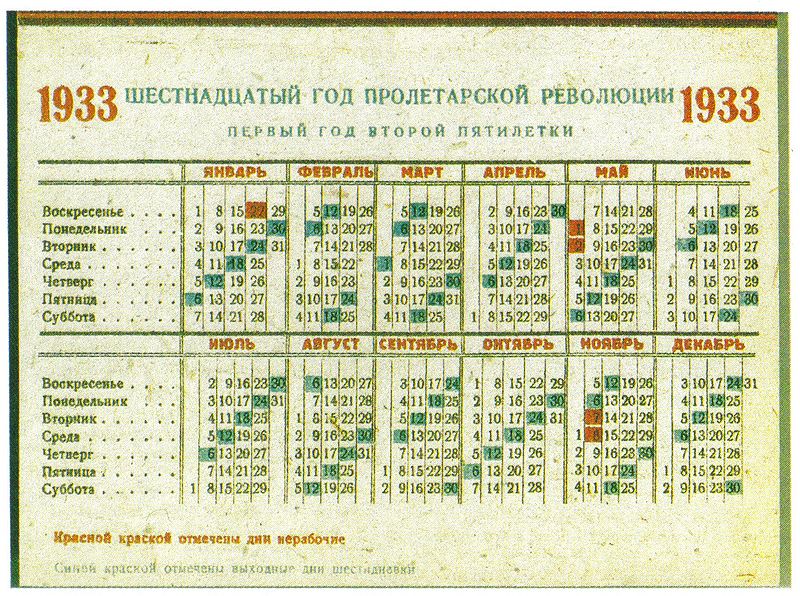 1933 ШЕСТНАДЦАТЫЙ ГОД ПРОЛЕТАРСКОЙ РЕВОЛЮЦИИ 1933
ПЕРВЫЙ ГОД ВТОРОЙ ПЯТИЛЕТКИ
ЯНВАРЬ ФЕВРАЛЬ МАРТ АПРЕЛЬ МАЙ ИЮНЬ
Воскресенье . . . . 1 8 15 22 29 5 12 19 26 5 12 19 26 2 9 16 23 30 7 14 21 28 4 11 18 25
Понедельник . . . . 2 9 16 23 30 6 13 20 27 6 13 20 27 3 10 17 24 1 8 15 22 29 5 12 19 26
Вторник . . . . . . 3 10 17 24 31 7 14 21 28 7 14 21 28 4 11 18 25 2 9 16 23 30 6 13 20 27
Среда . . . . . . . 4 11 18 25 1 8 15 22 1 8 15 22 29 5 12 19 26 3 10 17 24 31 7 14 21 28
Четверг . . . . . . 5 12 19 26 2 9 16 23 2 9 16 23 30 6 13 20 27 4 11 18 25 1 8 15 22 29
Пятница . . . . . . 6 13 20 27 3 10 17 24 3 10 17 24 31 7 14 21 28 5 12 19 26 2 9 16 23 30
Суббота . . . . . . 7 14 21 28 4 11 18 25 4 11 18 25 1 8 15 22 29 6 13 20 27 3 10 17 24
ИЮЛЬ АВГУСТ СЕНТЯБРЬ ОКТЯБРЬ НОЯБРЬ ДЕКАБРЬ
Воскресенье . . . . 2 9 16 23 30 6 13 20 27 3 10 17 24 1 8 15 22 29 5 12 19 26 3 10 17 24 31
Понедельник . . . . 3 10 17 24 31 7 14 21 28 4 11 18 25 2 9 16 23 30 6 13 20 27 4 11 18 25
Вторник . . . . . . 4 11 18 25 1 8 15 22 29 5 12 19 26 3 10 17 24 31 7 14 21 28 5 12 19 26
Среда . . . . . . . 5 12 19 26 2 9 16 23 30 6 13 20 27 4 11 18 25 1 8 15 22 29 6 13 20 27
Четверг . . . . . . 6 13 20 27 3 10 17 24 31 7 14 21 28 5 12 19 26 2 9 16 23 30 7 14 21 28
Пятница . . . . . . 7 14 21 28 4 11 18 25 1 8 15 22 29 6 13 20 27 3 10 17 24 1 8 15 22 29
Суббота . . . . . . 1 8 15 22 29 5 12 19 26 2 9 16 23 30 7 14 21 28 4 11 18 25 2 9 16 23 30
Красной краской отмечены дни нерабочие
Синей краской отмечены выходные дни шестидневки